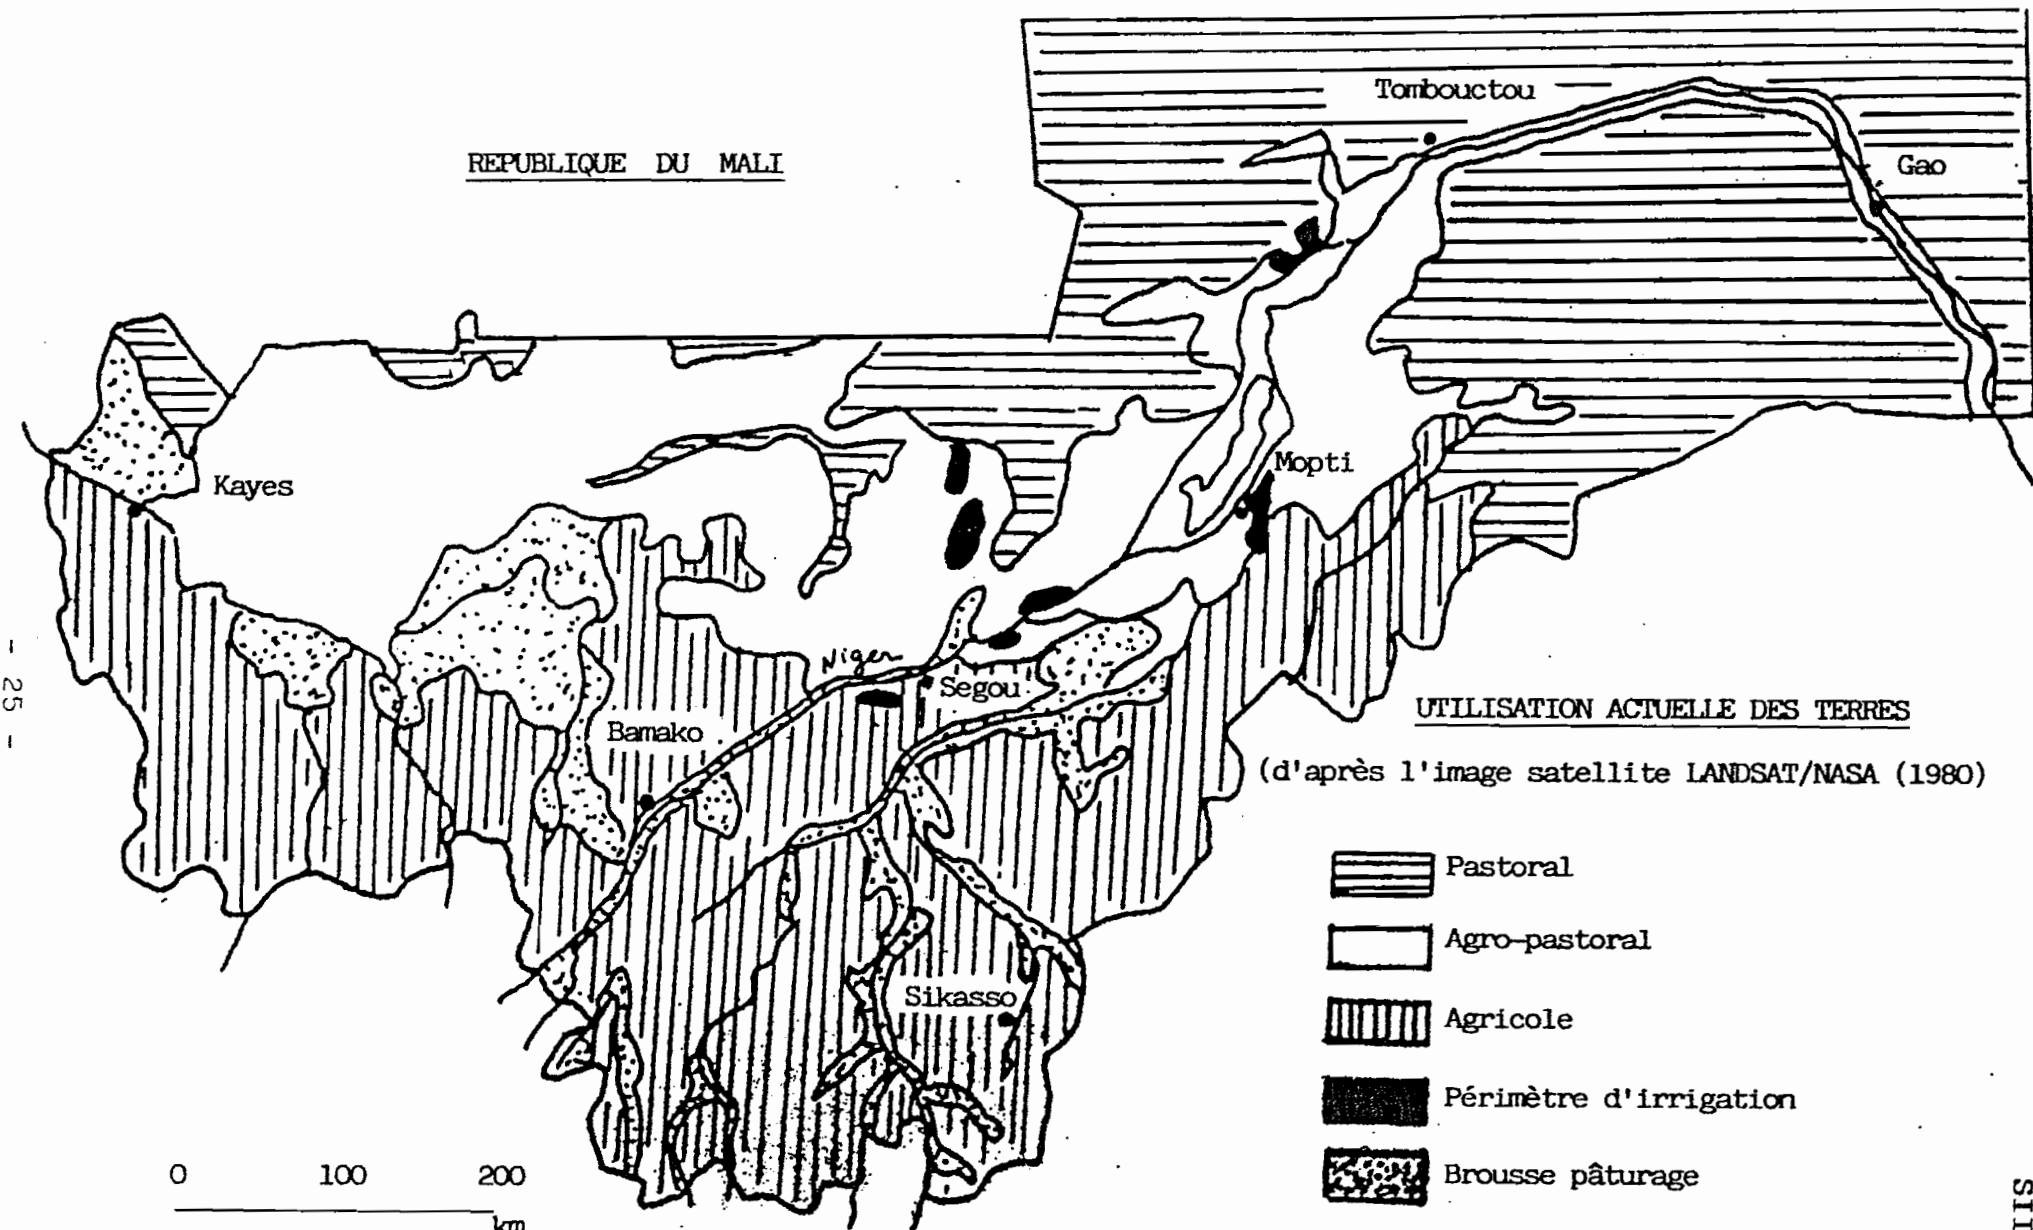 REPUBLIQUE DU MALI
Tombouctou
Gao
Kayes
Mopti
Niger
Segou
Bamako
Sikasso
- 25 -
UTILISATION ACTUELLE DES TERRES
(d'après l'image satellite LANDSAT/NASA (1980)
Pastoral
Agro-pastoral
Agricole
Périmètre d'irrigation
Brousse pâturage
0 100 200
km